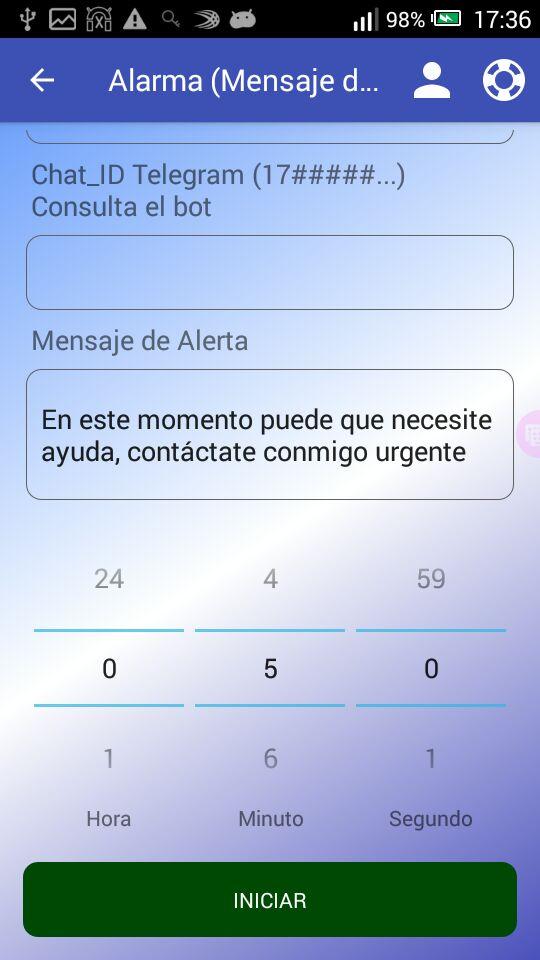 98% 17:36
Alarma (Mensaje d...
Chat_ID Telegram (17#####...)
Consulta el bot
Mensaje de Alerta
En este momento puede que necesite
ayuda, contáctate conmigo urgente
24 4 59
0 5 0
1 6 1
Hora Minuto Segundo
INICIAR